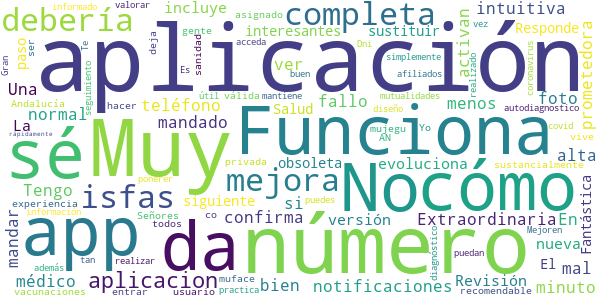 informado
valorar
incluye
asignado
debería
completa
intuitiva
paso
ser
Te
interesantes
sustituir
activan
realizado
vez
Responde
gente
deja
acceda
Dni
simplemente
coronavirus
prometedora
Gran
Una
sanidad
ver
aplicación
Es
buen
afiliados
foto
Andalucía
seguimiento
teléfono
útil
válida
mantiene
fallo
mutualidades
menos
autodiagnostico
normal
hacer
mandado
Salud
diseño
covid
La
rápidamente
Muy
Funciona
mujegu
Yo
AN
vive
sé
privada
obsoleta
evoluciona
sustancialmente
Tengo
isfas
mejora
Nocómo
alta
ponerer
siguiente
si
puedes
experiencia
Señores
co
confirma
versión
Extraordinaria
En
Fantástica
información
app
da
número
Mejoren
mandar
además
todos
diagnóstico
puedan
nueva
tan
realizar
aplicacion
muface
El
mal
médico
bien
notificaciones
Revisión
vacunaciones
entrar
usuario
practica
recomendable
minuto